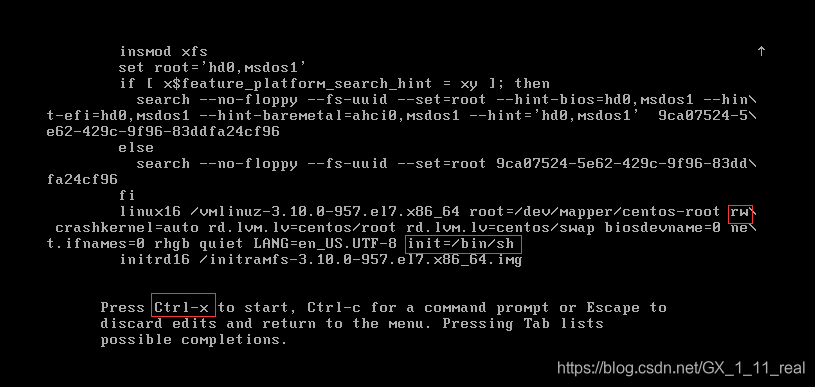 insmod xfs
set root='hd0,msdos1'
if [ x$feature_platform_search_hint = xy ]; then
search --no-floppy --fs-uuid --set=root --hint-bios=hd0,msdos1 --hin\
t-efi=hd0,msdos1 --hint-baremetal=ahci0,msdos1 --hint='hd0,msdos1'  9ca07524-5\
e62-429c-9f96-83ddfa24cf96
else
search --no-floppy --fs-uuid --set=root 9ca07524-5e62-429c-9f96-83dd\
fa24cf96
fi
linux16 /vmlinuz-3.10.0-957.el7.x86_64 root=/dev/mapper/centos-root rw\
crashkernel=auto rd.lvm.lv=centos/root rd.lvm.lv=centos/swap biosdevname=0 ne\
t.ifnames=0 rhgb quiet LANG=en_US.UTF-8 init=/bin/sh
initrd16 /initramfs-3.10.0-957.el7.x86_64.img
Press Ctrl-x to start, Ctrl-c for a command prompt or Escape to
discard edits and return to the menu. Pressing Tab lists
possible completions.
https://blog.csdn.net/GX_1_11_real